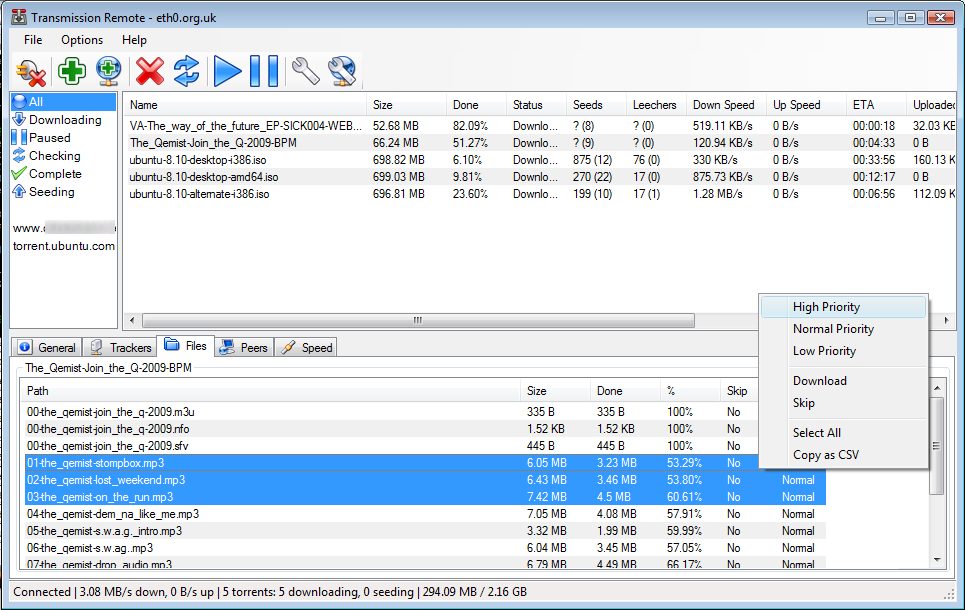 Transmission Remote - eth0.org.uk
File Options Help
All
Downloading
Paused
Checking
Complete
Seeding
www.
torrent.ubuntu.com
Name Size Done Status Seeds Leechers Down Speed Up Speed ETA Uploaded
VA-The_way_of_the_future_EP-SICK004-WEB... 52.68 MB 82.09% Downlo... ? (8) ? (0) 519.11 KB/s 0 B/s 00:00:18 32.03 KB
The_Qemist-Join_the_Q-2009-BPM 66.24 MB 51.27% Downlo... ? (9) ? (0) 120.94 KB/s 0 B/s 00:04:33 0 B
ubuntu-8.10-desktop-i386.iso 698.82 MB 6.10% Downlo... 875 (12) 76 (0) 330 KB/s 0 B/s 00:33:56 160.13 K
ubuntu-8.10-desktop-amd64.iso 699.03 MB 9.81% Downlo... 270 (22) 17 (0) 875.73 KB/s 0 B/s 00:12:17 0 B
ubuntu-8.10-alternate-i386.iso 696.81 MB 23.60% Downlo... 199 (10) 17 (1) 1.28 MB/s 0 B/s 00:06:56 112.09 K
General Trackers Files Peers Speed
The_Qemist-Join_the_Q-2009-BPM
Path Size Done % Skip
00-the_qemist-join_the_q-2009.m3u 335 B 335 B 100% No
00-the_qemist-join_the_q-2009.nfo 1.52 KB 1.52 KB 100% No
00-the_qemist-join_the_q-2009.sfv 445 B 445 B 100% No
01-the_qemist-stompbox.mp3 6.05 MB 3.23 MB 53.29% No
02-the_qemist-lost_weekend.mp3 6.43 MB 3.46 MB 53.80% No Normal
03-the_qemist-on_the_run.mp3 7.42 MB 4.5 MB 60.61% No Normal
04-the_qemist-dem_na_like_me.mp3 7.05 MB 4.08 MB 57.91% No Normal
05-the_qemist-s.w.a.g._intro.mp3 3.32 MB 1.99 MB 59.99% No Normal
06-the_qemist-s.w.ag..mp3 6.04 MB 3.45 MB 57.05% No Normal
07-the_qemist-drop_audio.mp3 6.79 MB 4.49 MB 66.17% No Normal
High Priority
Normal Priority
Low Priority
Download
Skip
Select All
Copy as CSV
Connected | 3.08 MB/s down, 0 B/s up | 5 torrents: 5 downloading, 0 seeding | 294.09 MB / 2.16 GB